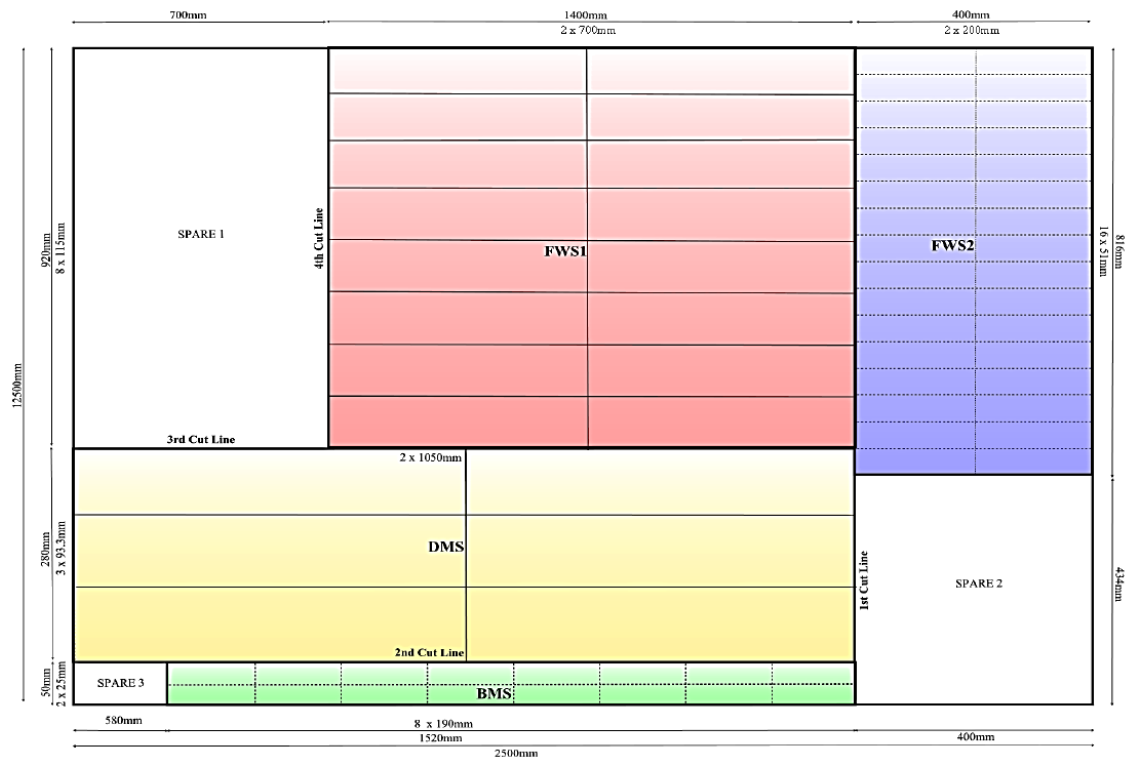 700mm
1400mm
400mm
2 x 700mm
2 x 200mm
SPARE 1
4th Cut Line
FWS1
FWS2
920mm
8 x 115mm
816mm
16 x 51mm
12500mm
3rd Cut Line
2 x 1050mm
DMS
280mm
3 x 93.3mm
1st Cut Line
SPARE 2
434mm
2nd Cut Line
50mm
2 x 25mm
SPARE 3
BMS
580mm
8 x 190mm
1520mm
400mm
2500mm